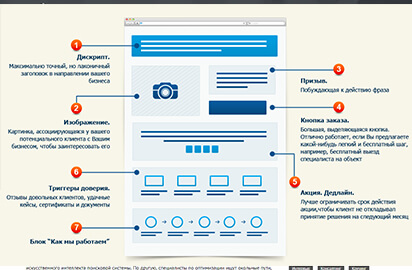 1
Дискрипт.
Максимально точный, но лаконичный
заголовок в направлении вашего
бизнеса
2
Изображение.
Картинка, ассоциирующаяся у вашего
потенциального клиента с Вашим
бизнесом, чтобы заинтересовать его
6
Триггеры доверия.
Отзывы довольных клиентов, удачные
кейсы, сертификаты и документы
7
Блок "Как мы работаем"
3
Призыв.
Побуждающая к действию фраза
4
Кнопка заказа.
Большая, выделяющаяся кнопка.
Отлично работает, если Вы предлагаете
какой-нибудь легкий и бесплатный шаг,
например, бесплатный выезд
специалиста на объект
5
Акция. Дедлайн.
Лучше ограничить срок действия
акции,чтобы клиент не откладывал
принятие решения на следующий месяц
искусственного интеллекта поисковой системы. По другую, специалисты по оптимизации ищут окольные пути,